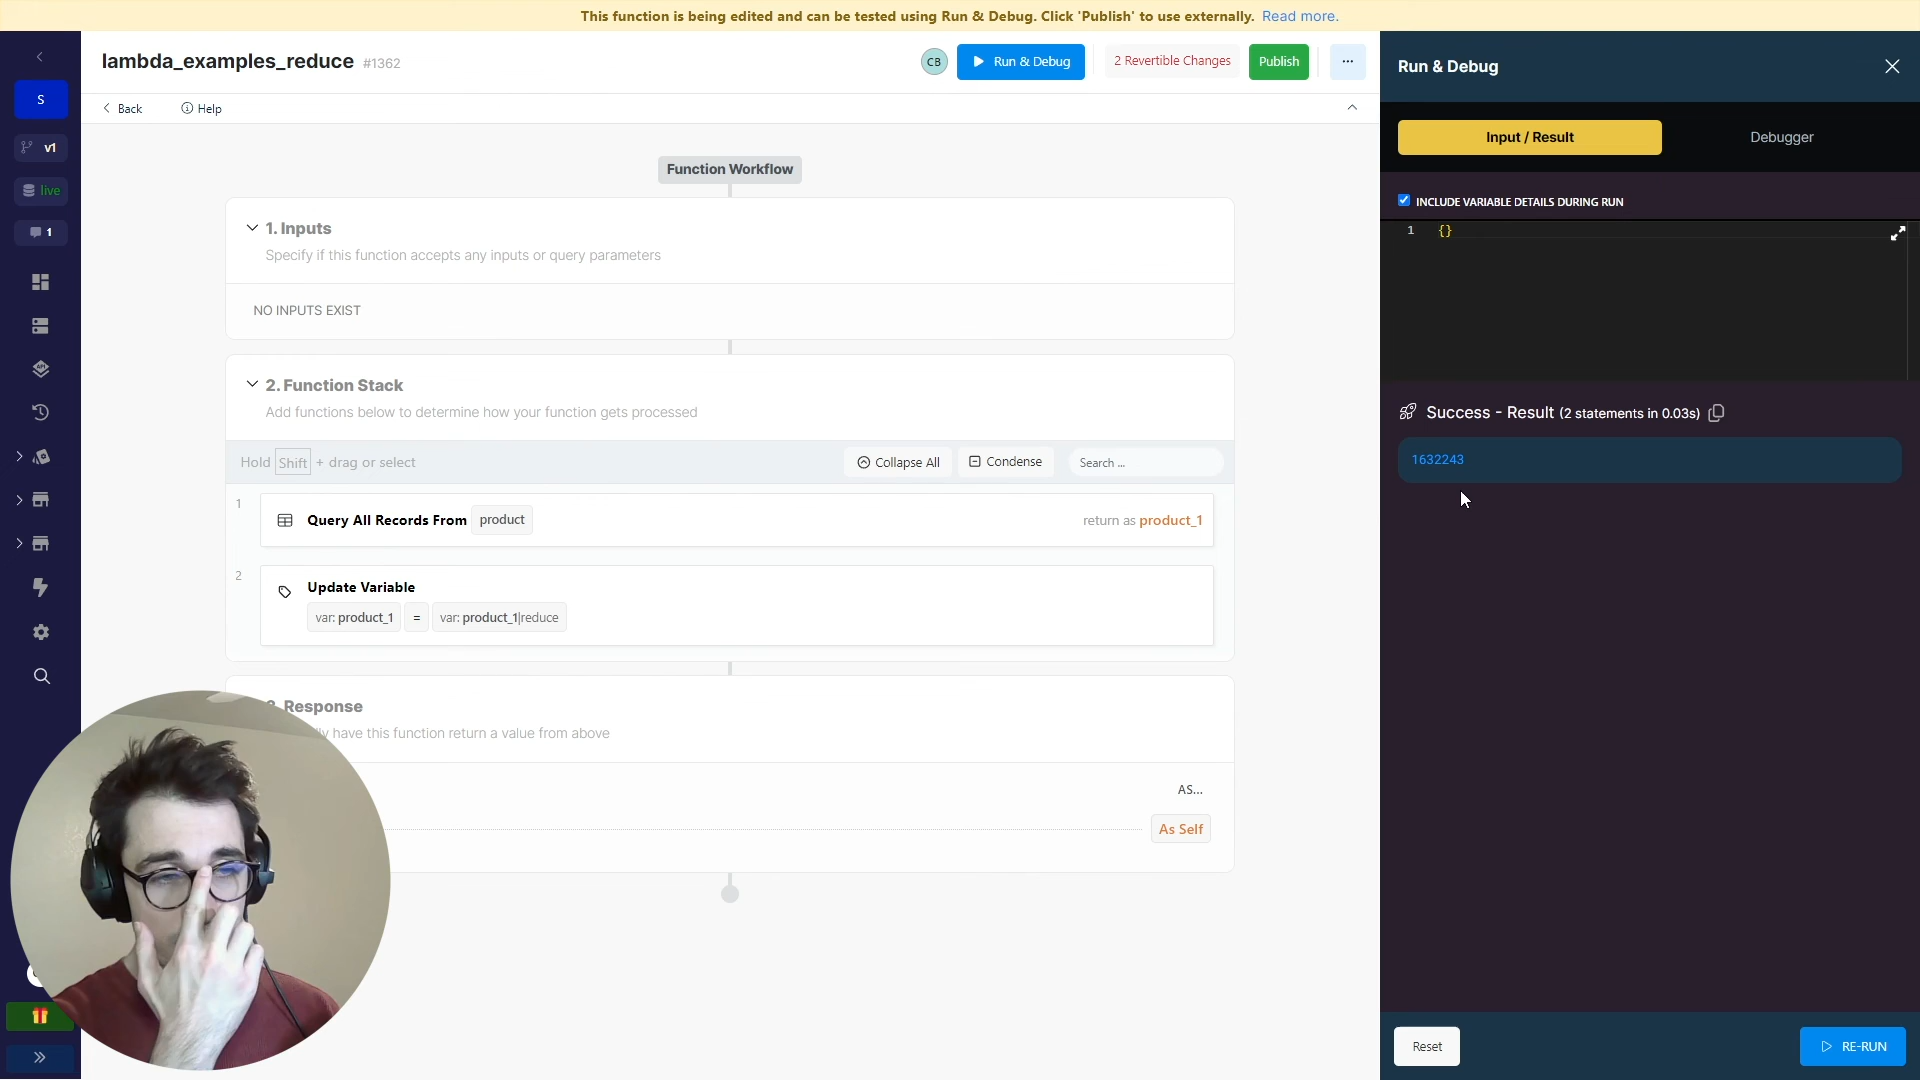 This function is being edited and can be tested using Run & Debug. Click 'Publish' to use externally. Read more.
lambda_examples_reduce #1362
CB
Run & Debug
2 Revertible Changes
Publish
...
Back
Help
S
v1
live
1
Function Workflow
1. Inputs
Specify if this function accepts any inputs or query parameters
NO INPUTS EXIST
2. Function Stack
Add functions below to determine how your function gets processed
Hold Shift + drag or select
Collapse All
Condense
Search ...
1
Query All Records From product
return as product_1
2
Update Variable
var: product_1 = var: product_1|reduce
Response
have this function return a value from above
AS...
As Self
Run & Debug
Input / Result
Debugger
INCLUDE VARIABLE DETAILS DURING RUN
1 {}
Success - Result (2 statements in 0.03s)
1632243
Reset
RE-RUN